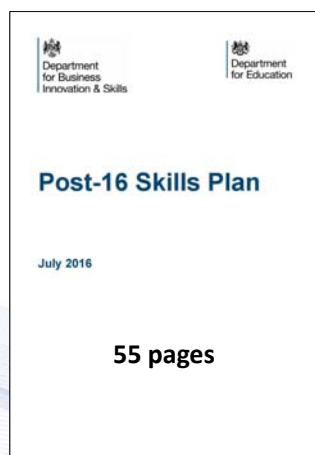 Department
for Business
Innovation & Skills
Department
for Education
Post-16 Skills Plan
July 2016
55 pages